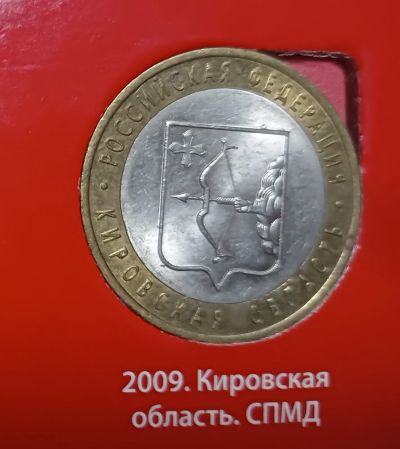 · РОССИЙСКАЯ ФЕДЕРАЦИЯ ·
КИРОВСКАЯ ОБЛАСТЬ
2009. Кировская
область. СПМД